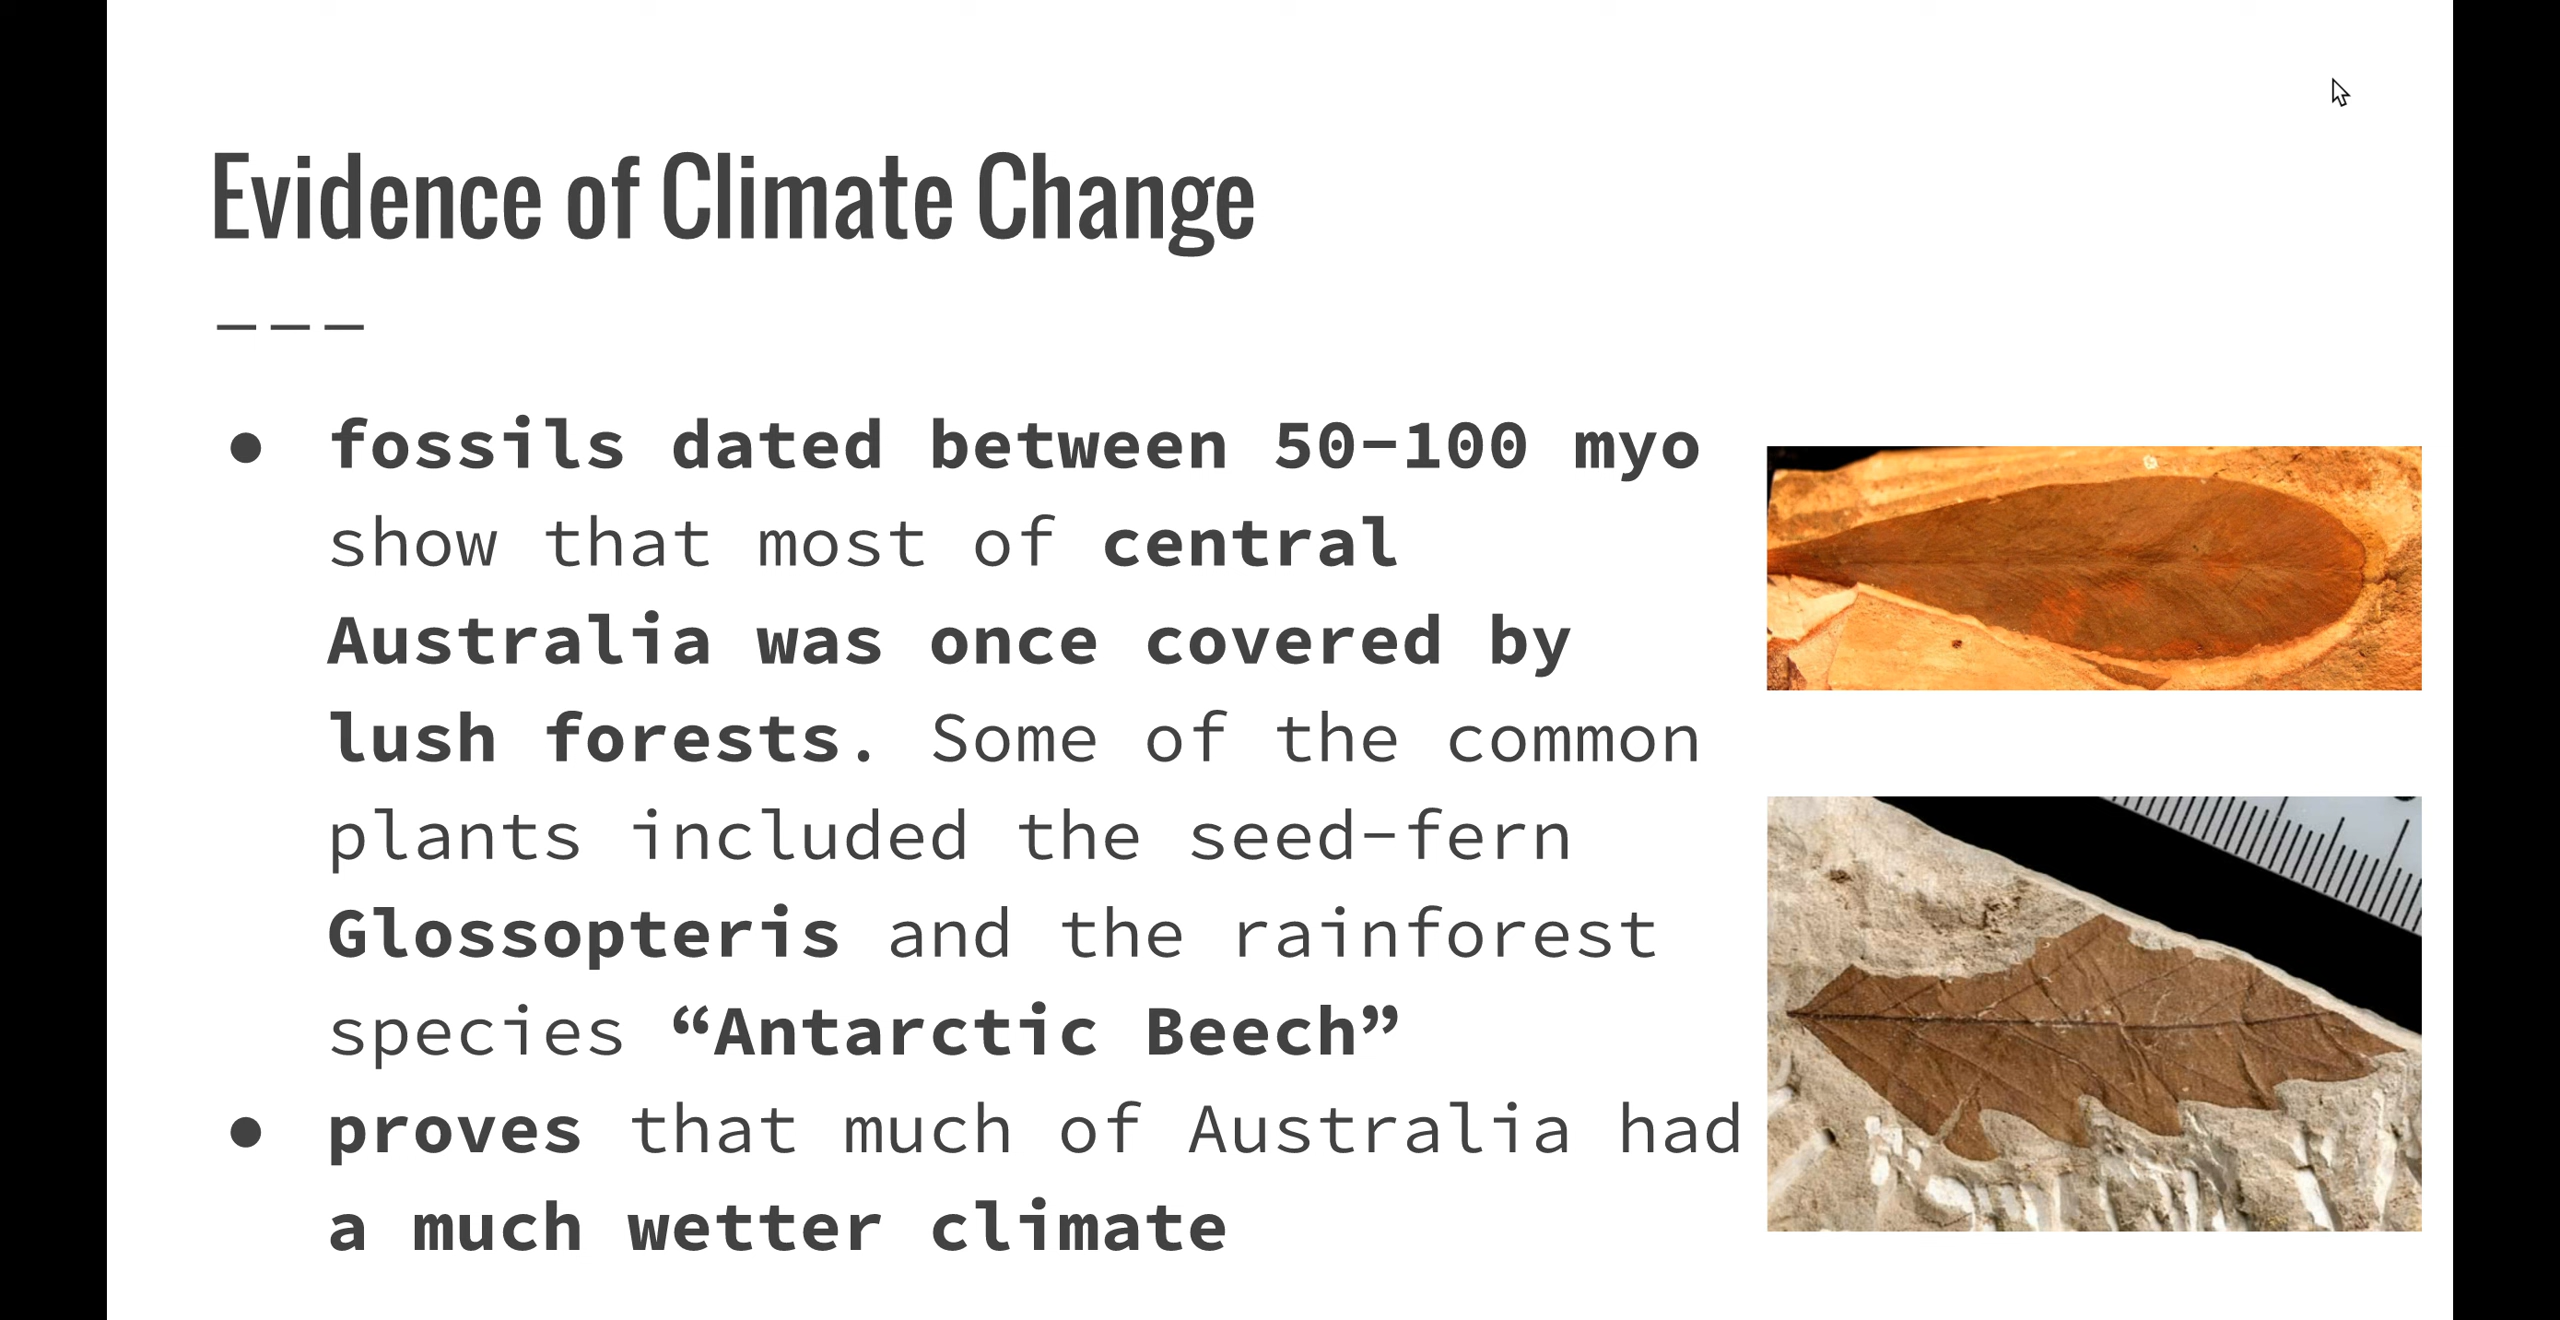 Evidence of Climate Change
● fossils dated between 50-100 myo
show that most of central
Australia was once covered by
lush forests. Some of the common
plants included the seed-fern
Glossopteris and the rainforest
species “Antarctic Beech”
● proves that much of Australia had
a much wetter climate